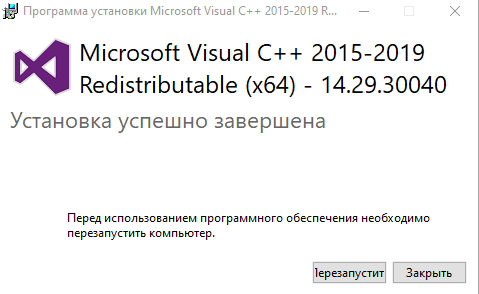 Программа установки Microsoft Visual C++ 2015-2019 R...
Microsoft Visual C++ 2015-2019
Redistributable (x64) - 14.29.30040
Установка успешно завершена
Перед использованием программного обеспечения необходимо
перезапустить компьютер.
Перезапустит Закрыть